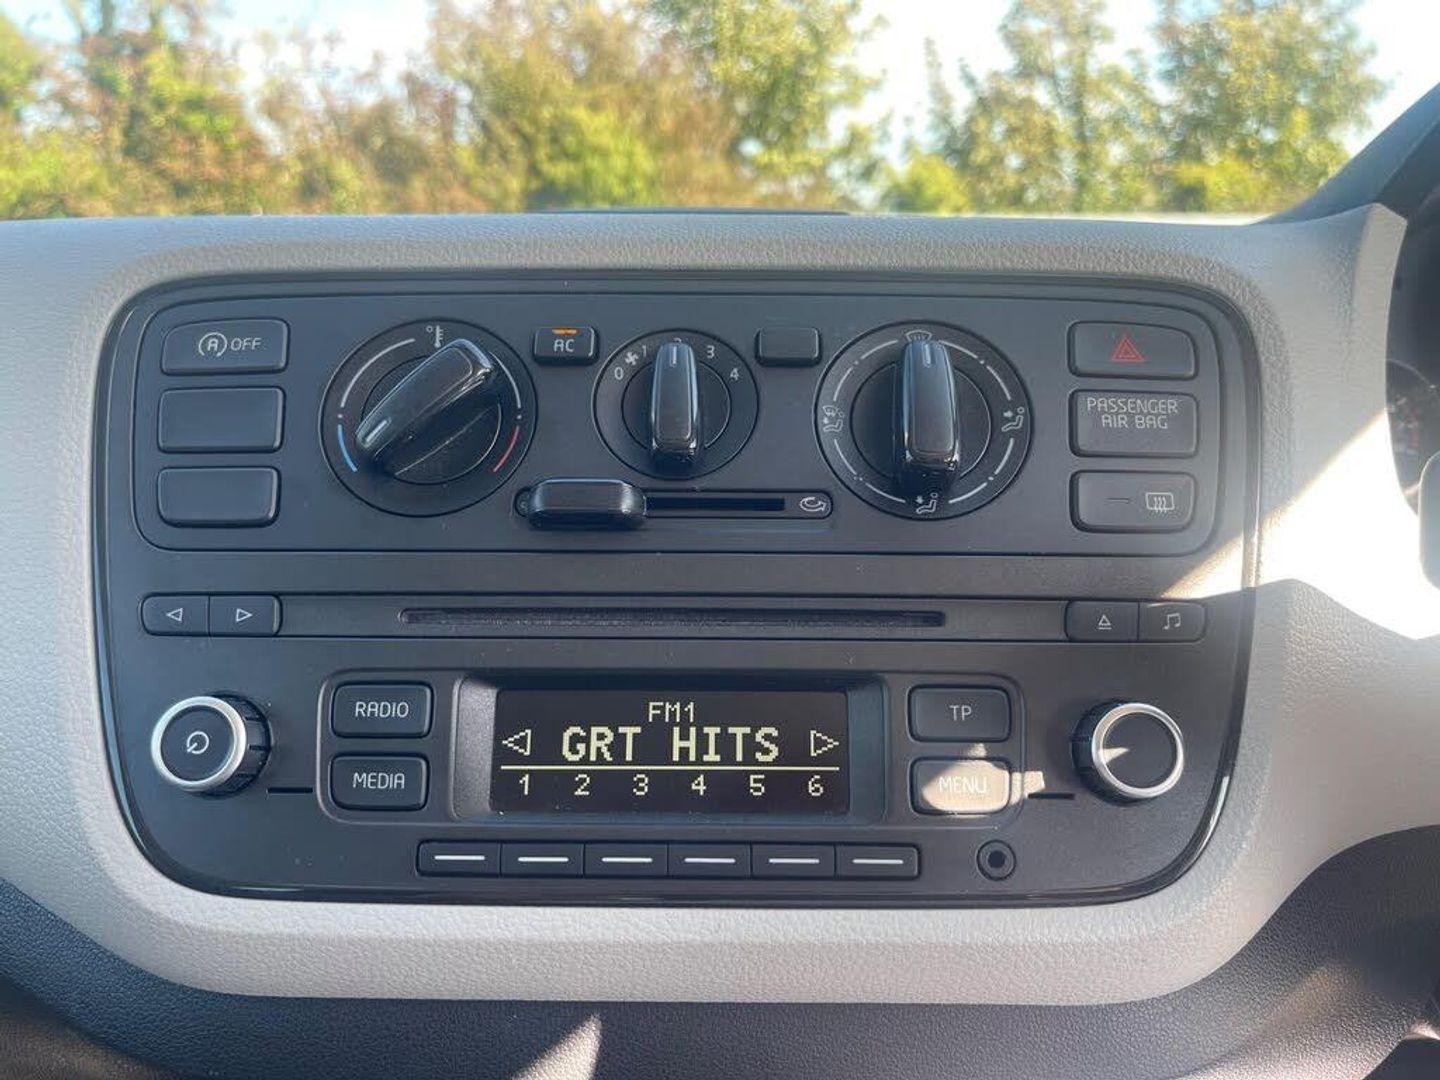 (A) OFF
AC
0 1 2 3 4
PASSENGER
AIR BAG
RADIO
MEDIA
FM1
GRT HITS
1 2 3 4 5 6
TP
MENU